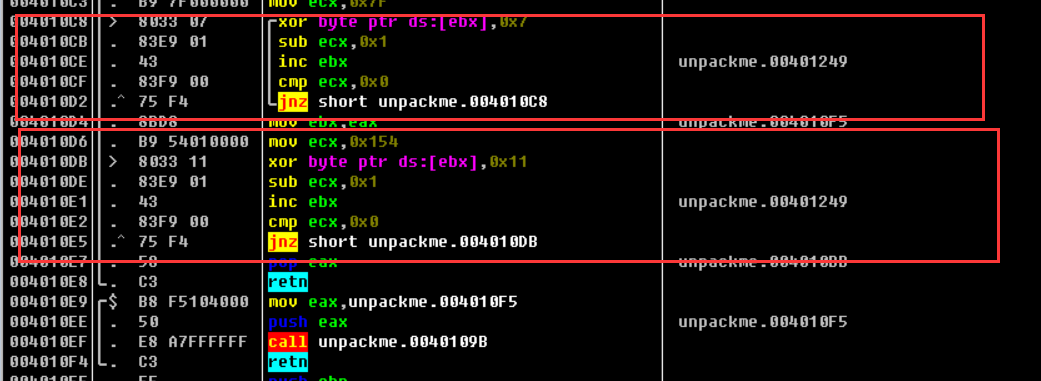 004010C3 . B9 7F000000 mov ecx,0x7F
004010C8 > 8033 07 xor byte ptr ds:[ebx],0x7
004010CB . 83E9 01 sub ecx,0x1
004010CE . 43 inc ebx unpackme.00401249
004010CF . 83F9 00 cmp ecx,0x0
004010D2 .^ 75 F4 jnz short unpackme.004010C8
004010D4 . 8BD8 mov ebx,eax unpackme.004010F5
004010D6 . B9 54010000 mov ecx,0x154
004010DB > 8033 11 xor byte ptr ds:[ebx],0x11
004010DE . 83E9 01 sub ecx,0x1
004010E1 . 43 inc ebx unpackme.00401249
004010E2 . 83F9 00 cmp ecx,0x0
004010E5 .^ 75 F4 jnz short unpackme.004010DB
004010E7 . 58 pop eax unpackme.004010BB
004010E8 . C3 retn
004010E9 $ B8 F5104000 mov eax,unpackme.004010F5
004010EE . 50 push eax unpackme.004010F5
004010EF . E8 A7FFFFFF call unpackme.0040109B
004010F4 . C3 retn